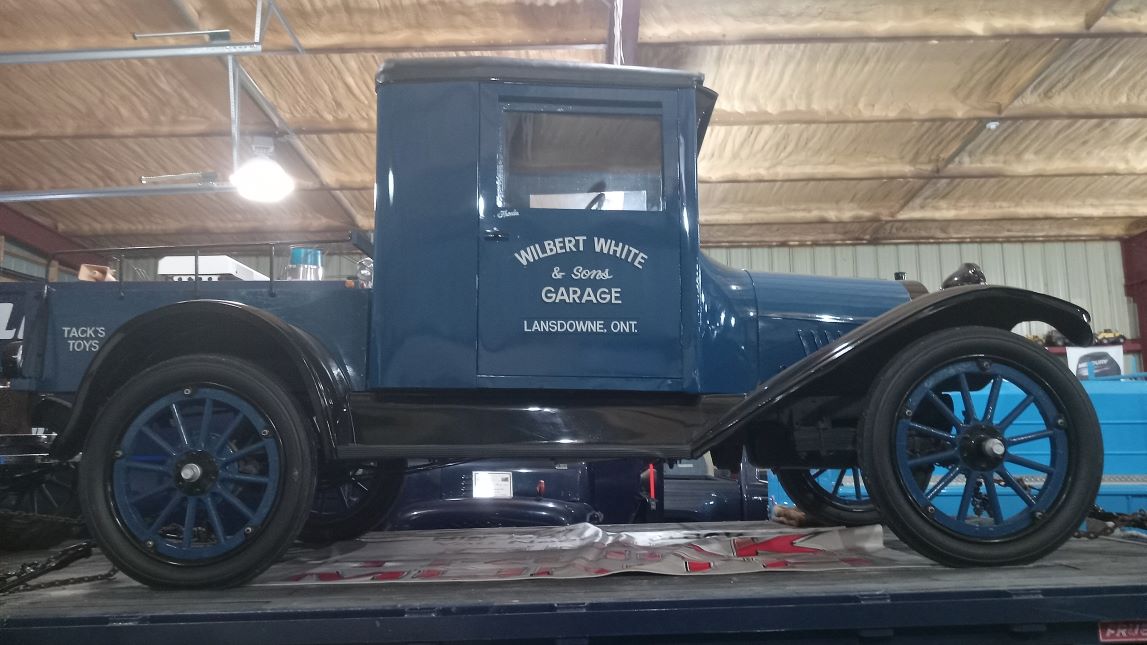 WILBERT WHITE
& Sons
GARAGE
LANSDOWNE, ONT.
TACK'S
TOYS